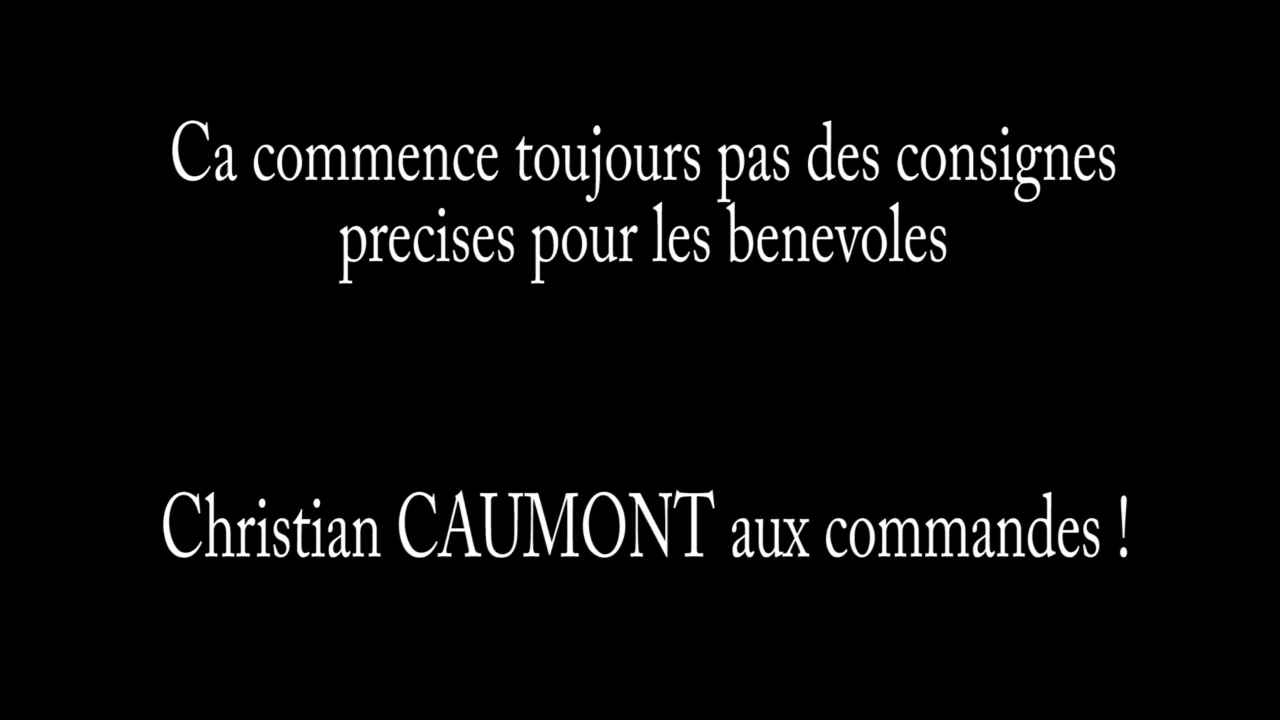 Ca commence toujours pas des consignes
precises pour les benevoles
Christian CAUMONT aux commandes !